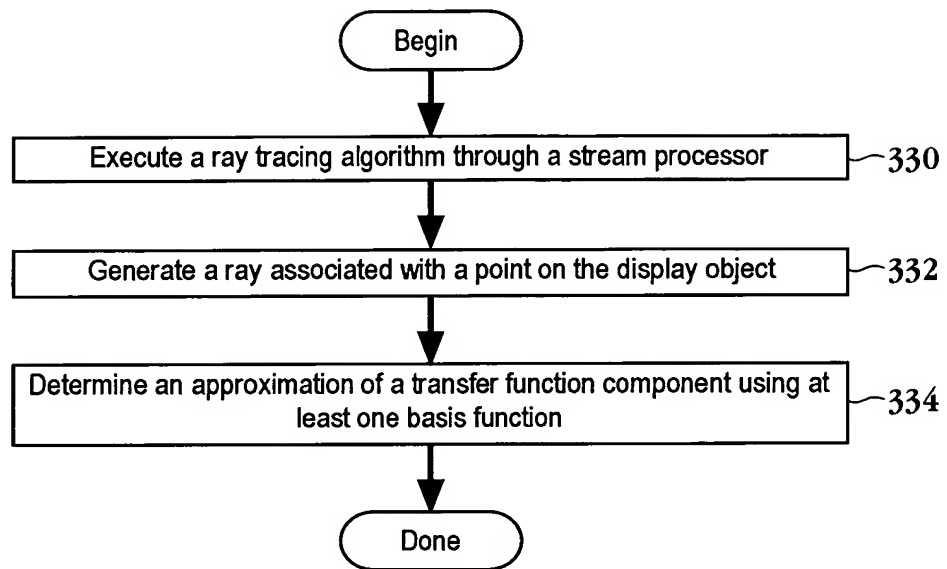 Begin
Execute a ray tracing algorithm through a stream processor
330
Generate a ray associated with a point on the display object
332
Determine an approximation of a transfer function component using at
least one basis function
334
Done